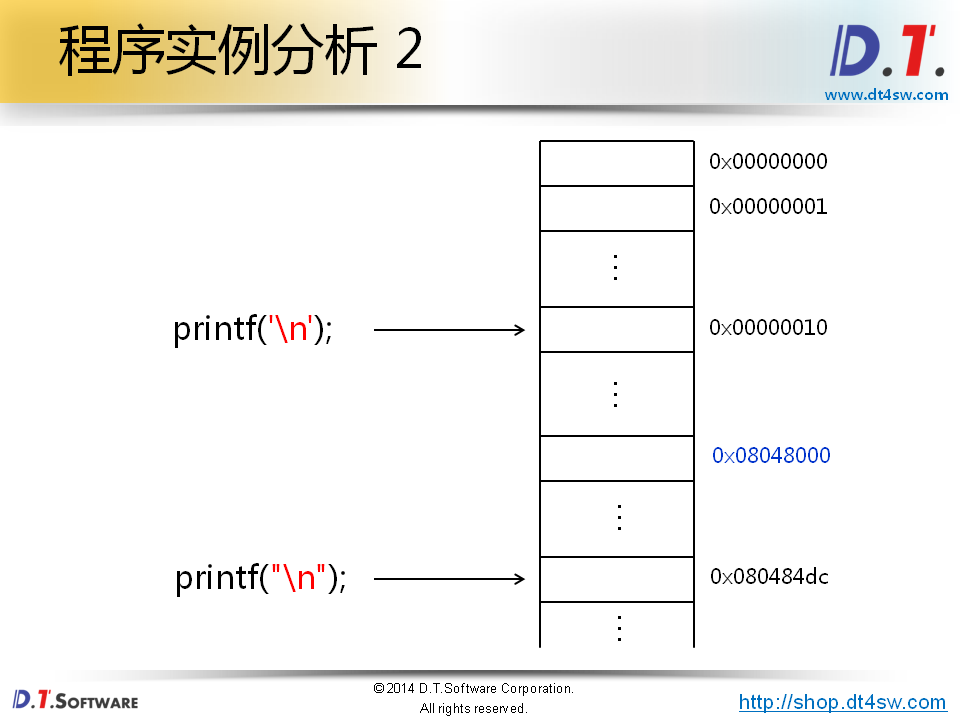 程序实例分析 2
D.T.
www.dt4sw.com
0x00000000
0x00000001
⋮
printf('\n');
0x00000010
⋮
0x08048000
⋮
printf("\n");
0x080484dc
⋮
D.T.SOFTWARE
©2014 D.T.Software Corporation.
All rights reserved.
http://shop.dt4sw.com